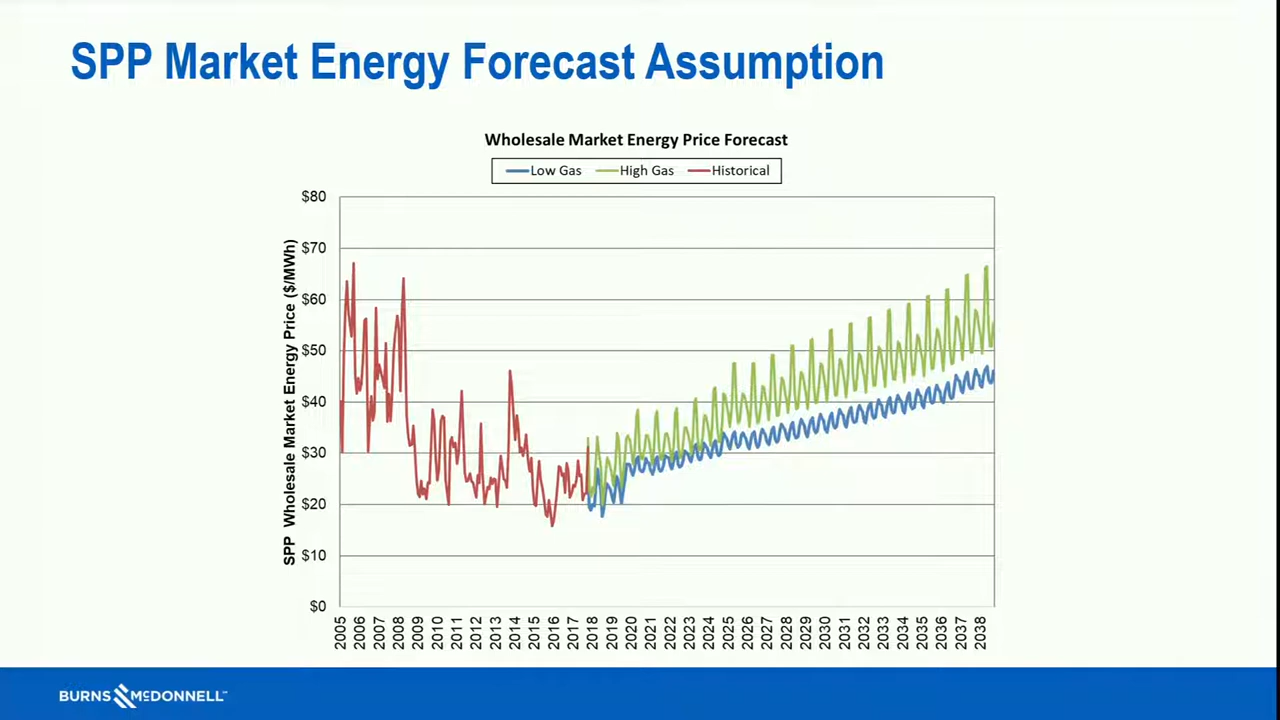 SPP Market Energy Forecast Assumption
Wholesale Market Energy Price Forecast
Low Gas High Gas Historical
SPP Wholesale Market Energy Price ($/MWh)
$80
$70
$60
$50
$40
$30
$20
$10
$0
2005 2006 2007 2008 2009 2010 2011 2012 2013 2014 2015 2016 2017 2018 2019 2020 2021 2022 2023 2024 2025 2026 2027 2028 2029 2030 2031 2032 2033 2034 2035 2036 2037 2038
BURNS McDONNELL